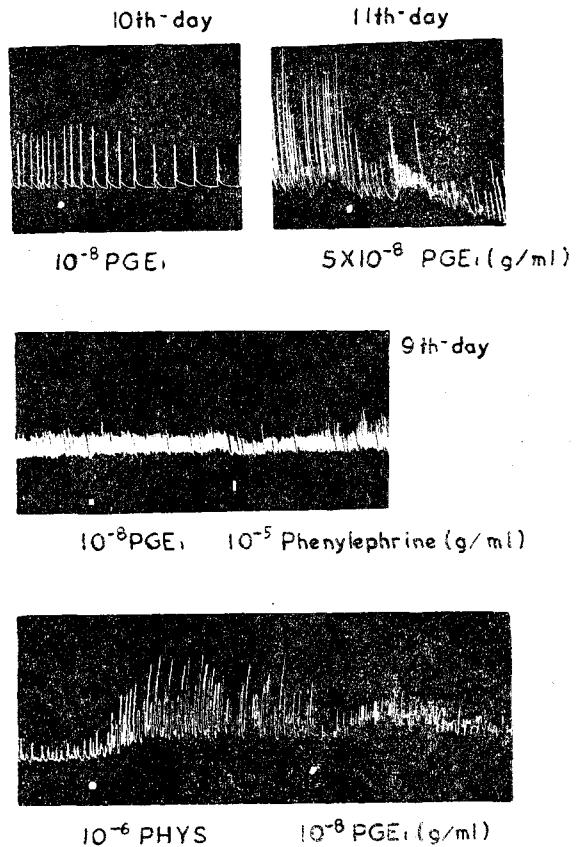 10th-day 11th-day
10⁻⁸ PGE₁ 5X10⁻⁸ PGE₁ (g/ml)
9th-day
10⁻⁸ PGE₁ 10⁻⁵ Phenylephrine (g/ml)
10⁻⁶ PHYS 10⁻⁸ PGE₁ (g/ml)